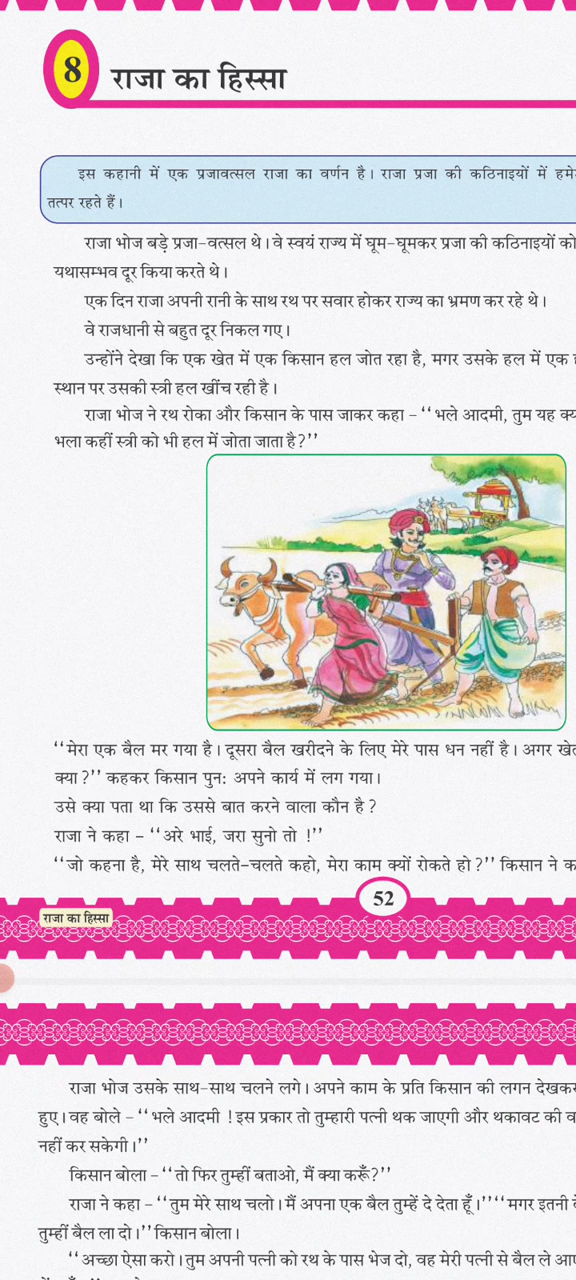 8
राजा का हिस्सा
इस कहानी में एक प्रजावत्सल राजा का वर्णन है। राजा प्रजा की कठिनाइयों में
तत्पर रहते हैं।
राजा भोज बड़े प्रजा-वत्सल थे। वे स्वयं राज्य में घूम-घूमकर प्रजा की कठिनाइयों को
यथासम्भव दूर किया करते थे।
एक दिन राजा अपनी रानी के साथ रथ पर सवार होकर राज्य का भ्रमण कर रहे थे।
वे राजधानी से बहुत दूर निकल गए।
उन्होंने देखा कि एक खेत में एक किसान हल जोत रहा है, मगर उसके हल में एक
स्थान पर उसकी स्त्री हल खींच रही है।
राजा भोज ने रथ रोका और किसान के पास जाकर कहा - ‘‘भले आदमी, तुम यह
भला कहीं स्त्री को भी हल में जोता जाता है?’’
‘‘मेरा एक बैल मर गया है। दूसरा बैल खरीदने के लिए मेरे पास धन नहीं है। अगर
क्या?’’ कहकर किसान पुन: अपने कार्य में लग गया।
उसे क्या पता था कि उससे बात करने वाला कौन है?
राजा ने कहा - ‘‘अरे भाई, जरा सुनो तो !’’
‘‘जो कहना है, मेरे साथ चलते-चलते कहो, मेरा काम क्यों रोकते हो?’’ किसान ने
52
राजा का हिस्सा
राजा भोज उसके साथ-साथ चलने लगे। अपने काम के प्रति किसान की लगन देखकर
हुए। वह बोले - ‘‘भले आदमी ! इस प्रकार तो तुम्हारी पत्नी थक जाएगी और थकावट की
नहीं कर सकेगी।’’
किसान बोला - ‘‘तो फिर तुम्हीं बताओ, मैं क्या करूँ?’’
राजा ने कहा - ‘‘तुम मेरे साथ चलो। मैं अपना एक बैल तुम्हें दे देता हूँ।’’ ‘‘मगर इतनी
तुम्हीं बैल ला दो।’’ किसान बोला।
‘‘अच्छा ऐसा करो। तुम अपनी पत्नी को रथ के पास भेज दो, वह मेरी पत्नी से बैल ले